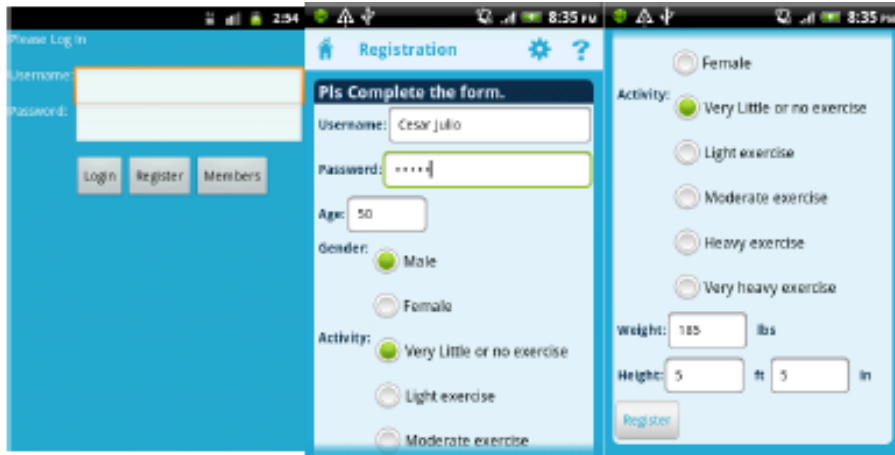 2:54
Please Log In
Username:
Password:
Login Register Members
8:35 PM
Registration ?
Pls Complete the form.
Username: Cesar Julio
Password: •••••
Age: 50
Gender:
Male
Female
Activity:
Very Little or no exercise
Light exercise
Moderate exercise
8:35 PM
Female
Activity:
Very Little or no exercise
Light exercise
Moderate exercise
Heavy exercise
Very heavy exercise
Weight: 185 lbs
Height: 5 ft 5 in
Register